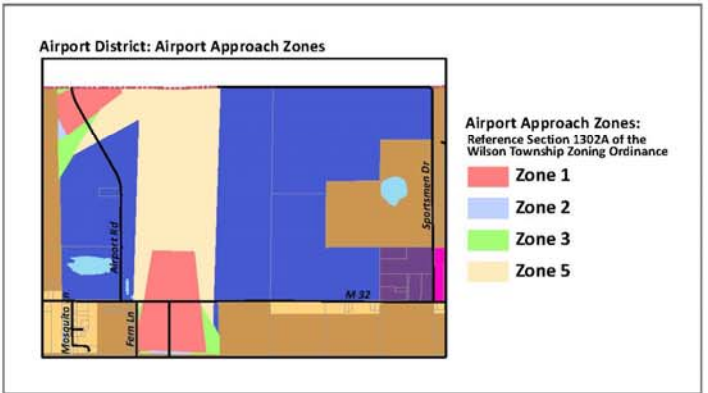 Airport District: Airport Approach Zones
Airport Approach Zones:
Reference Section 1302A of the
Wilson Township Zoning Ordinance
Zone 1
Zone 2
Zone 3
Zone 5
Sportsmen Dr
Airport Rd
M 32
Mosquito Ln
Fern Ln